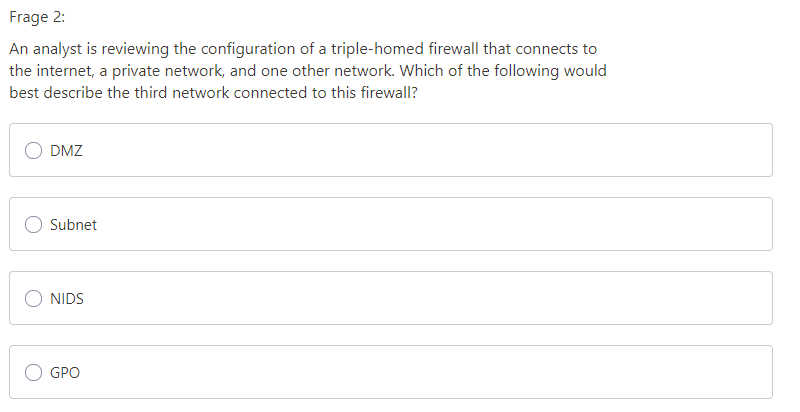 Frage 2:
An analyst is reviewing the configuration of a triple-homed firewall that connects to
the internet, a private network, and one other network. Which of the following would
best describe the third network connected to this firewall?
DMZ
Subnet
NIDS
GPO